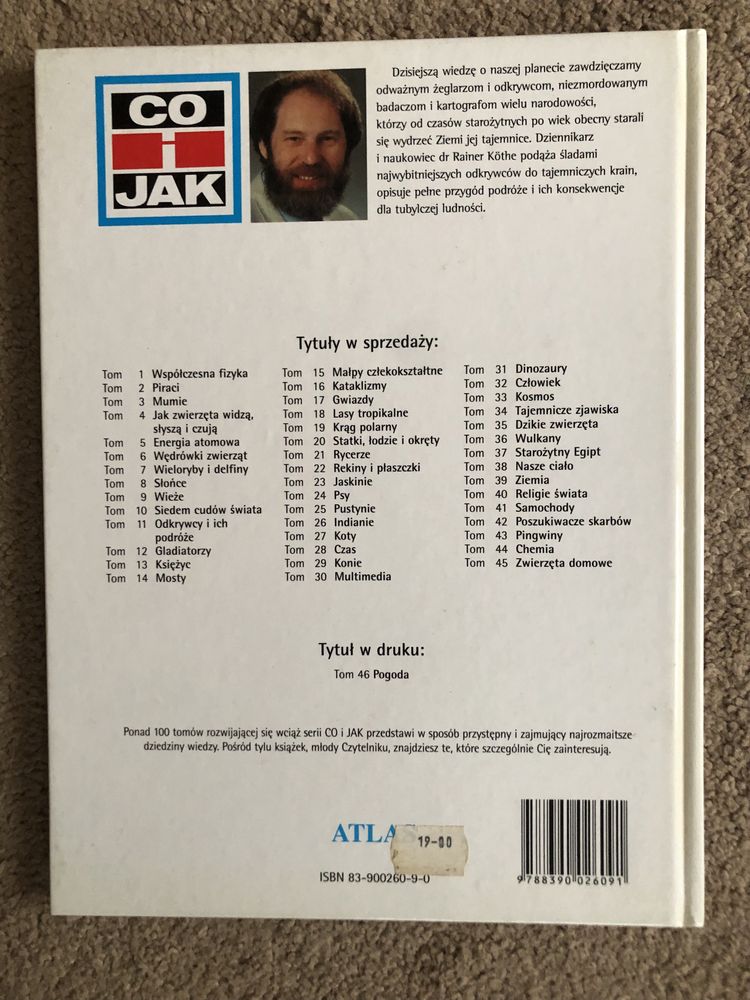 CO
i
JAK
Dzisiejszą wiedzę o naszej planecie zawdzięczamy
odważnym żeglarzom i odkrywcom, niezmordowanym
badaczom i kartografom wielu narodowości,
którzy od czasów starożytnych po wiek obecny starali
się wydrzeć Ziemi jej tajemnice. Dziennikarz
i naukowiec dr Rainer Köthe podąża śladami
najwybitniejszych odkrywców do tajemniczych krain,
opisuje pełne przygód podróże i ich konsekwencje
dla tubylczej ludności.
Tytuły w sprzedaży:
Tom 1 Współczesna fizyka
Tom 2 Piraci
Tom 3 Mumie
Tom 4 Jak zwierzęta widzą,
słyszą i czują
Tom 5 Energia atomowa
Tom 6 Wędrówki zwierząt
Tom 7 Wieloryby i delfiny
Tom 8 Słońce
Tom 9 Wieże
Tom 10 Siedem cudów świata
Tom 11 Odkrywcy i ich
podróże
Tom 12 Gladiatorzy
Tom 13 Księżyc
Tom 14 Mosty
Tom 15 Małpy człekokształtne
Tom 16 Kataklizmy
Tom 17 Gwiazdy
Tom 18 Lasy tropikalne
Tom 19 Krąg polarny
Tom 20 Statki, łodzie i okręty
Tom 21 Rycerze
Tom 22 Rekiny i płaszczki
Tom 23 Jaskinie
Tom 24 Psy
Tom 25 Pustynie
Tom 26 Indianie
Tom 27 Koty
Tom 28 Czas
Tom 29 Konie
Tom 30 Multimedia
Tom 31 Dinozaury
Tom 32 Człowiek
Tom 33 Kosmos
Tom 34 Tajemnicze zjawiska
Tom 35 Dzikie zwierzęta
Tom 36 Wulkany
Tom 37 Starożytny Egipt
Tom 38 Nasze ciało
Tom 39 Ziemia
Tom 40 Religie świata
Tom 41 Samochody
Tom 42 Poszukiwacze skarbów
Tom 43 Pingwiny
Tom 44 Chemia
Tom 45 Zwierzęta domowe
Tytuł w druku:
Tom 46 Pogoda
Ponad 100 tomów rozwijającej się wciąż serii CO i JAK przedstawi w sposób przystępny i zajmujący najrozmaitsze
dziedziny wiedzy. Pośród tylu książek, młody Czytelniku, znajdziesz te, które szczególnie Cię zainteresują.
ATLAS
19-00
ISBN 83-900260-9-0
9788390026091